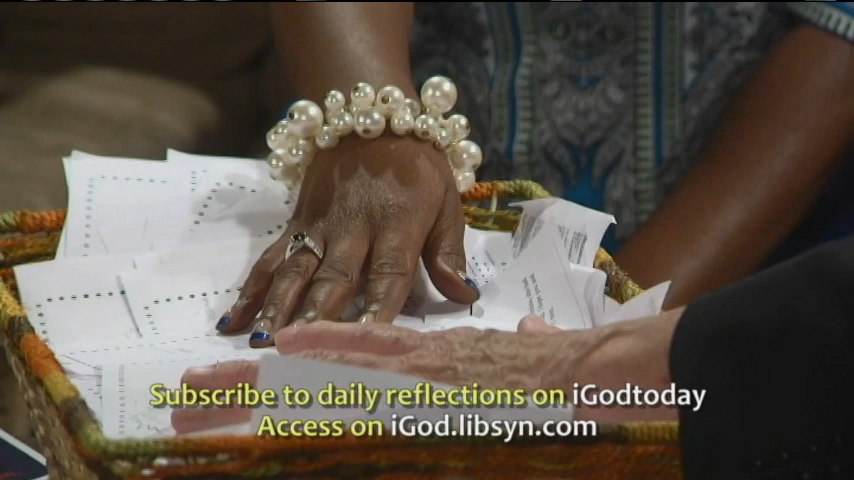 Subscribe to daily reflections on iGodtoday
Access on iGod.libsyn.com